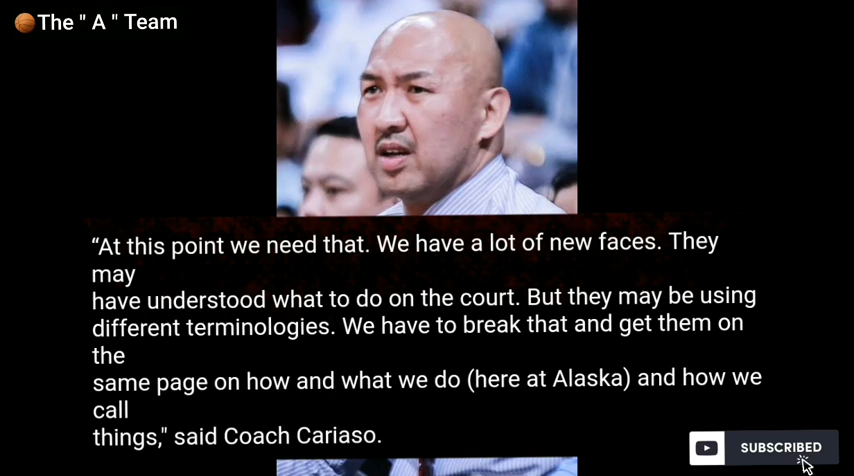 The " A " Team
“At this point we need that. We have a lot of new faces. They
may
have understood what to do on the court. But they may be using
different terminologies. We have to break that and get them on
the
same page on how and what we do (here at Alaska) and how we
call
things," said Coach Cariaso.
SUBSCRIBED